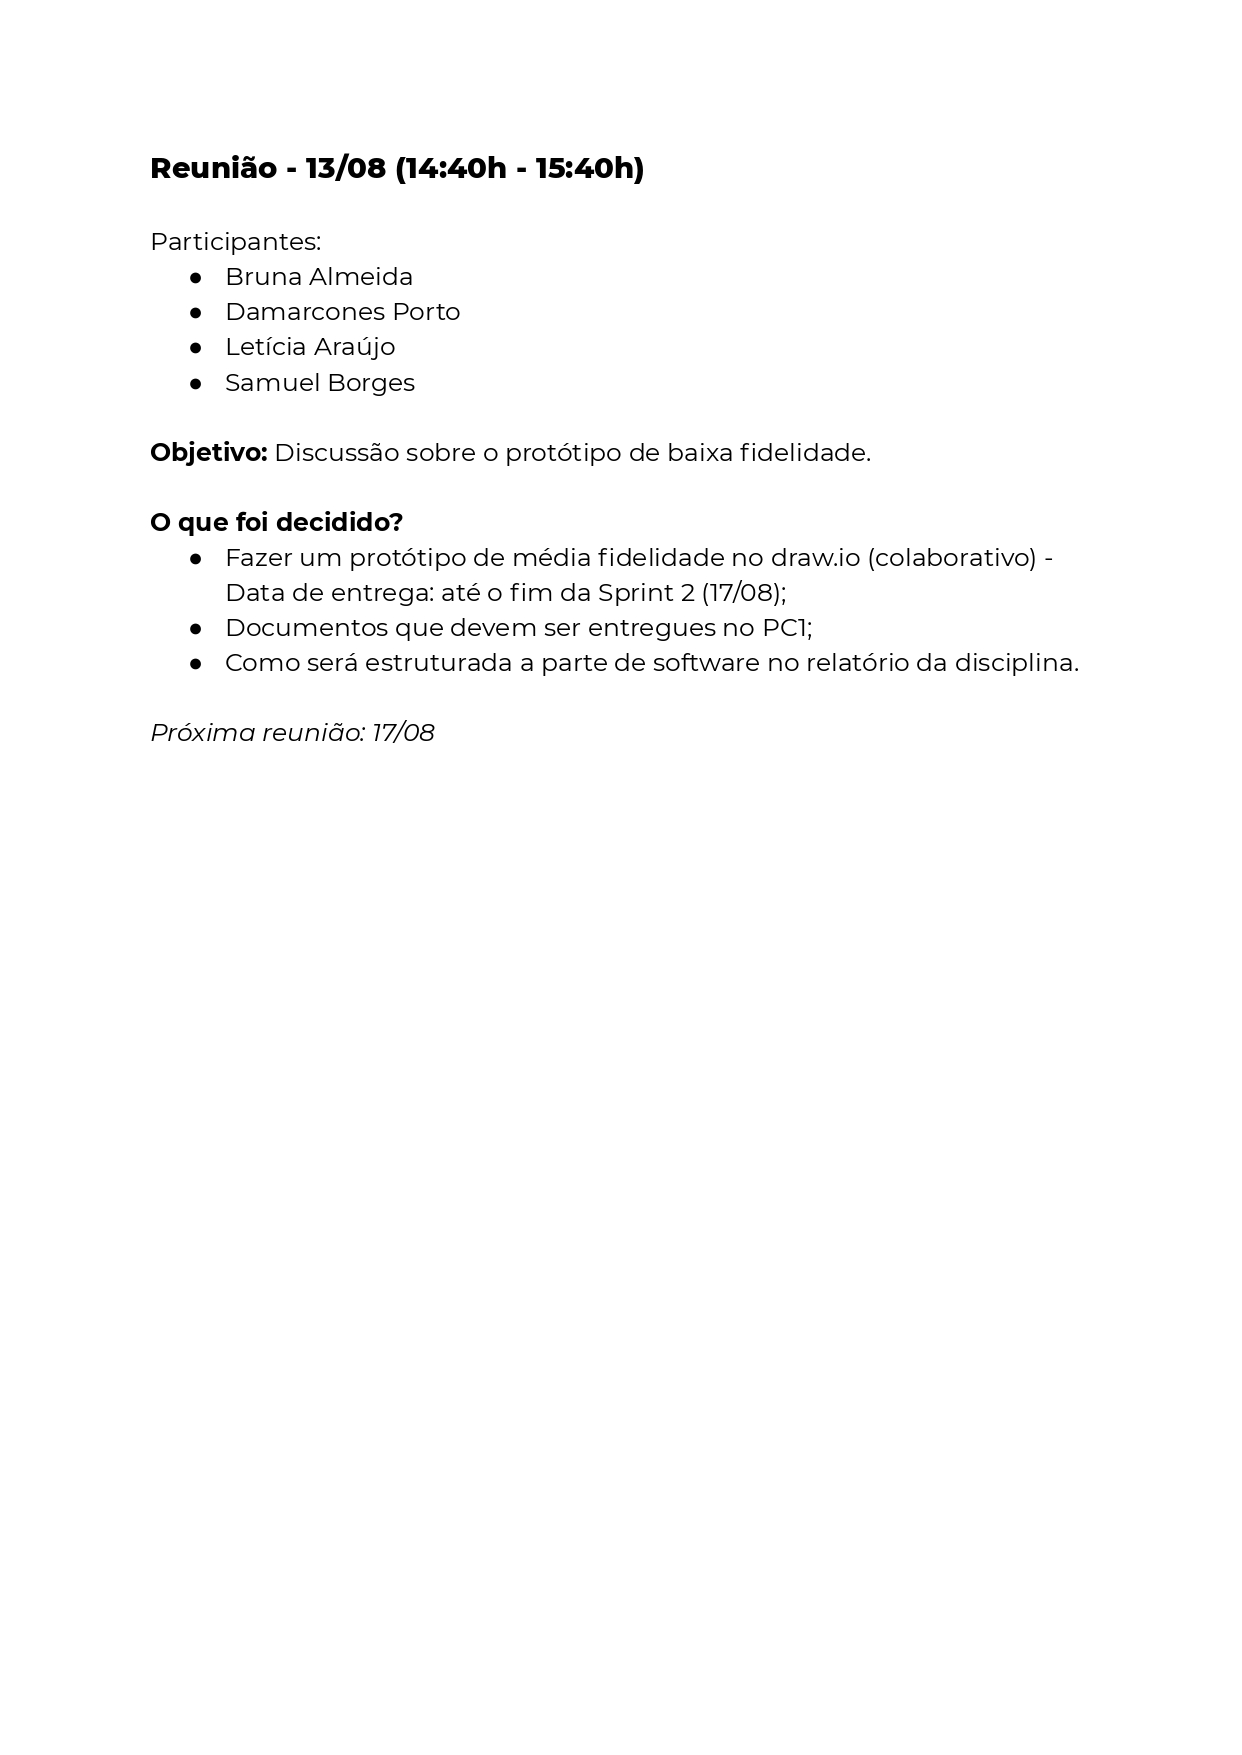 Reunião - 13/08 (14:40h - 15:40h)
Participantes:
● Bruna Almeida
● Damarcones Porto
● Letícia Araújo
● Samuel Borges
Objetivo: Discussão sobre o protótipo de baixa fidelidade.
O que foi decidido?
● Fazer um protótipo de média fidelidade no draw.io (colaborativo) -
Data de entrega: até o fim da Sprint 2 (17/08);
● Documentos que devem ser entregues no PC1;
● Como será estruturada a parte de software no relatório da disciplina.
Próxima reunião: 17/08